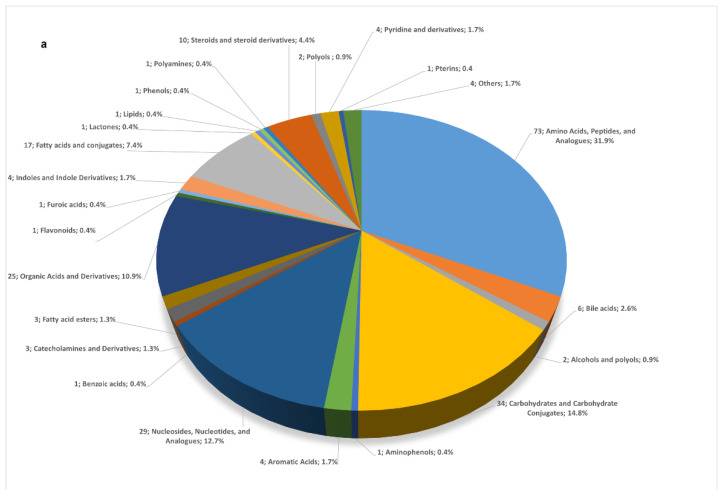 a
10; Steroids and steroid derivatives; 4.4%
4; Pyridine and derivatives; 1.7%
2; Polyols ; 0.9%
1; Polyamines; 0.4%
1; Pterins; 0.4
4; Others; 1.7%
1; Phenols; 0.4%
1; Lipids; 0.4%
1; Lactones; 0.4%
73; Amino Acids, Peptides, and
Analogues; 31.9%
17; Fatty acids and conjugates; 7.4%
4; Indoles and Indole Derivatives; 1.7%
1; Furoic acids; 0.4%
1; Flavonoids; 0.4%
25; Organic Acids and Derivatives; 10.9%
6; Bile acids; 2.6%
3; Fatty acid esters; 1.3%
3; Catecholamines and Derivatives; 1.3%
2; Alcohols and polyols; 0.9%
1; Benzoic acids; 0.4%
34; Carbohydrates and Carbohydrate
Conjugates; 14.8%
29; Nucleosides, Nucleotides, and
Analogues; 12.7%
1; Aminophenols; 0.4%
4; Aromatic Acids; 1.7%